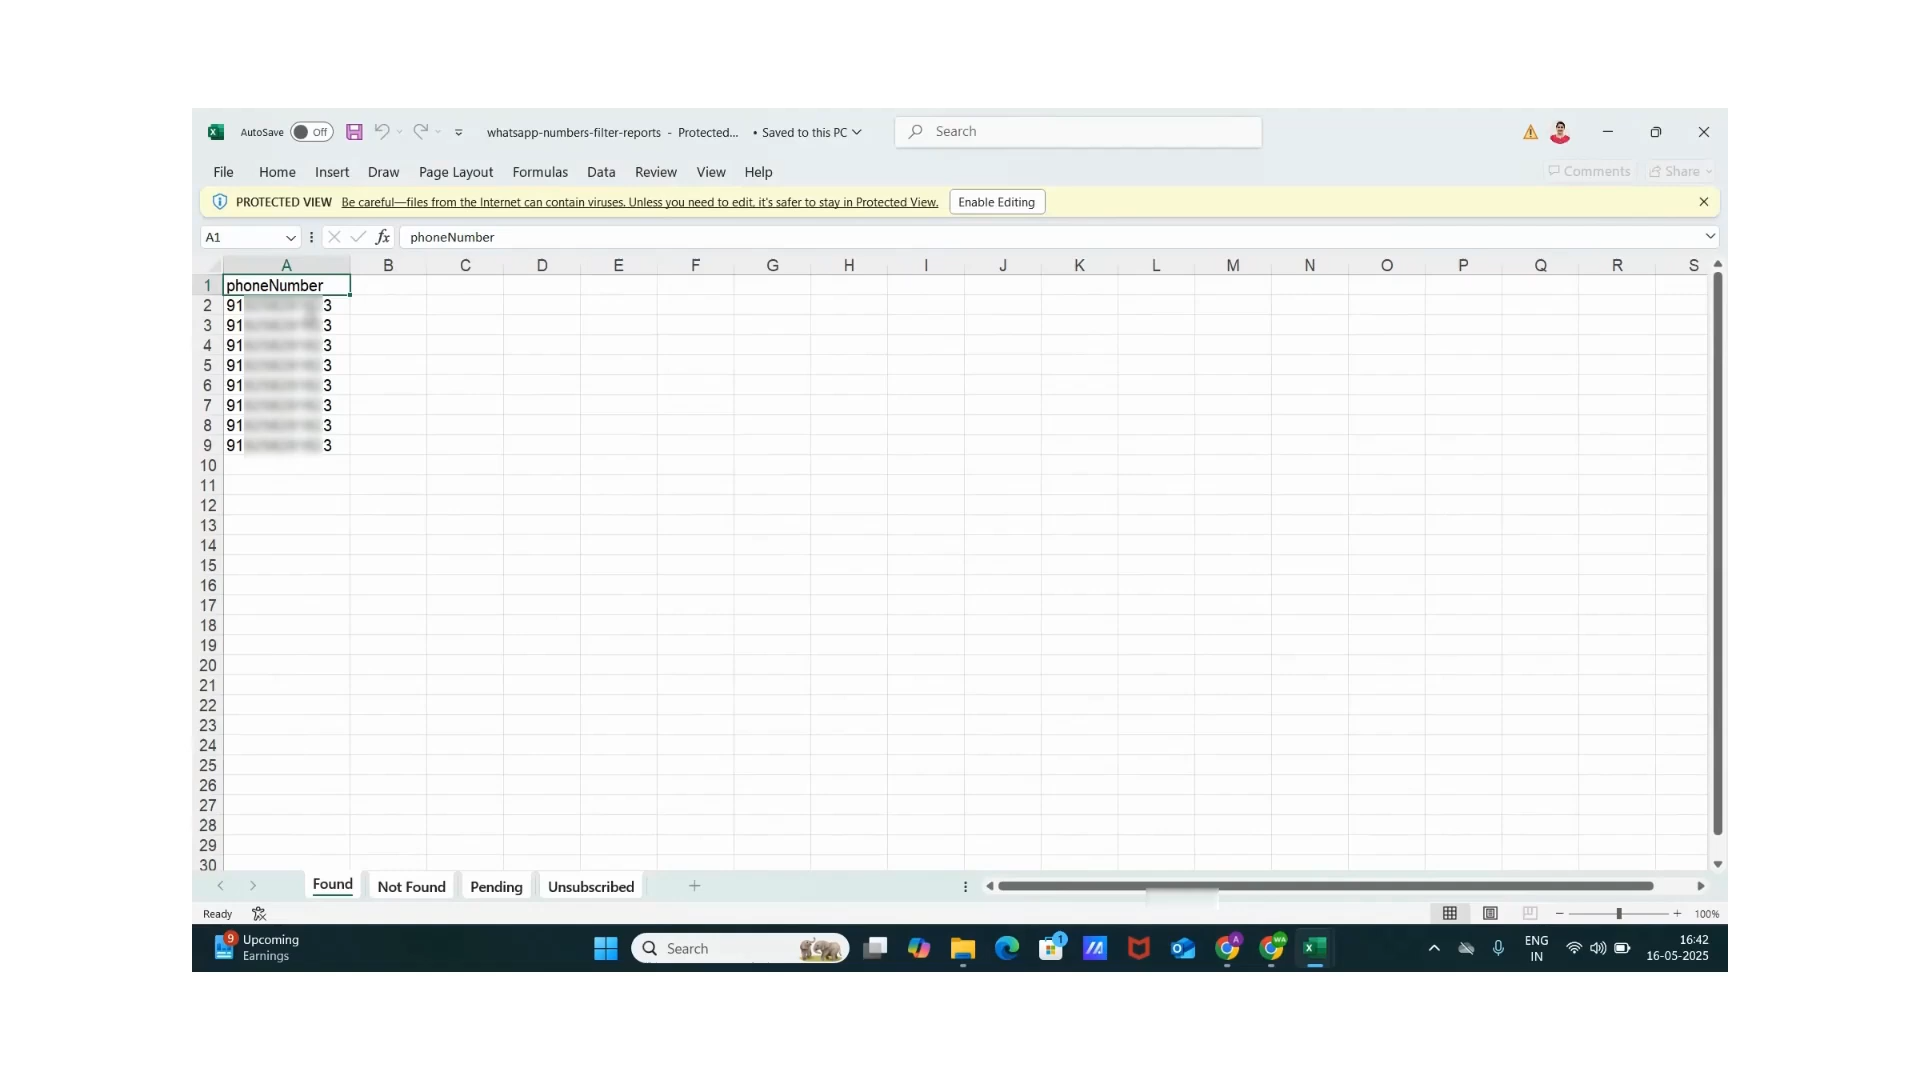 AutoSave Off whatsapp-numbers-filter-reports - Protected... • Saved to this PC Search
File Home Insert Draw Page Layout Formulas Data Review View Help Comments Share
PROTECTED VIEW Be careful—files from the Internet can contain viruses. Unless you need to edit, it's safer to stay in Protected View. Enable Editing
A1 fx phoneNumber
A B C D E F G H I J K L M N O P Q R S
1 phoneNumber
2 91 3
3 91 3
4 91 3
5 91 3
6 91 3
7 91 3
8 91 3
9 91 3
10
11
12
13
14
15
16
17
18
19
20
21
22
23
24
25
26
27
28
29
30
Found Not Found Pending Unsubscribed
Ready 100%
9 Upcoming Search 1 A WA ENG 16:42
Earnings IN 16-05-2025